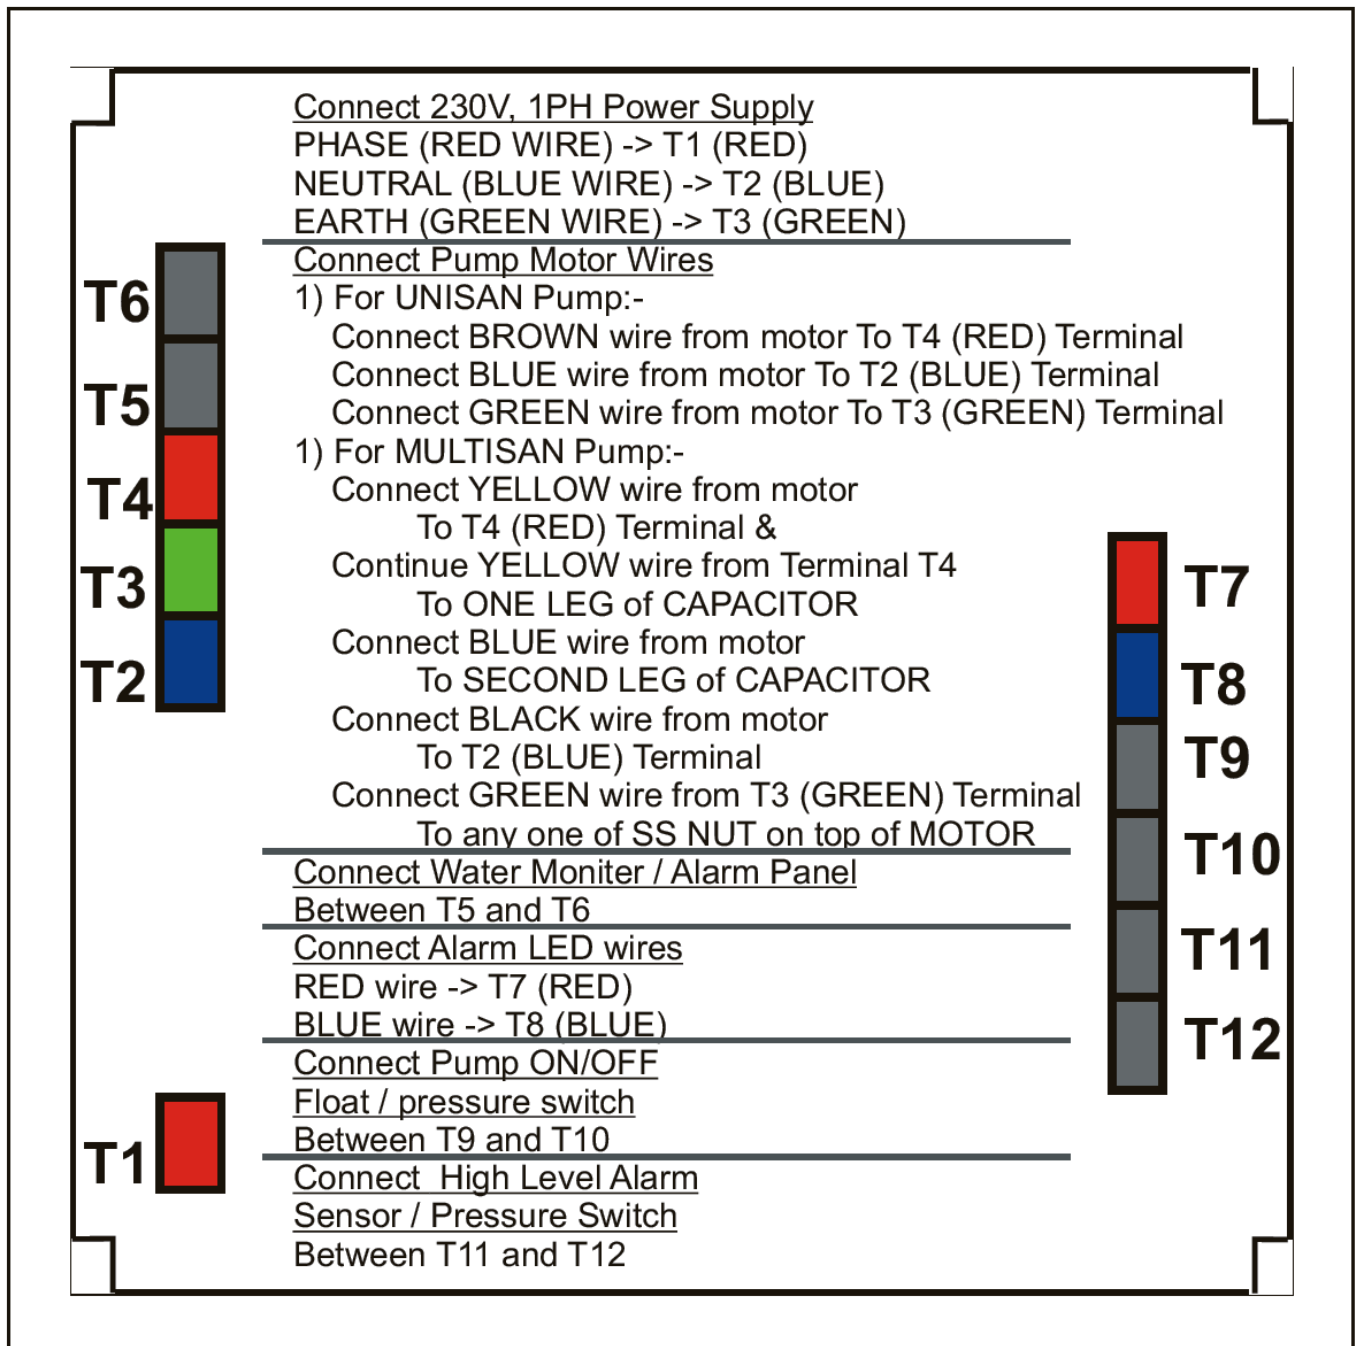 Connect 230V, 1PH Power Supply
PHASE (RED WIRE) -> T1 (RED)
NEUTRAL (BLUE WIRE) -> T2 (BLUE)
EARTH (GREEN WIRE) -> T3 (GREEN)
Connect Pump Motor Wires
1) For UNISAN Pump:-
Connect BROWN wire from motor To T4 (RED) Terminal
Connect BLUE wire from motor To T2 (BLUE) Terminal
Connect GREEN wire from motor To T3 (GREEN) Terminal
1) For MULTISAN Pump:-
Connect YELLOW wire from motor
To T4 (RED) Terminal &
Continue YELLOW wire from Terminal T4
To ONE LEG of CAPACITOR
Connect BLUE wire from motor
To SECOND LEG of CAPACITOR
Connect BLACK wire from motor
To T2 (BLUE) Terminal
Connect GREEN wire from T3 (GREEN) Terminal
To any one of SS NUT on top of MOTOR
Connect Water Moniter / Alarm Panel
Between T5 and T6
Connect Alarm LED wires
RED wire -> T7 (RED)
BLUE wire -> T8 (BLUE)
Connect Pump ON/OFF
Float / pressure switch
Between T9 and T10
Connect High Level Alarm
Sensor / Pressure Switch
Between T11 and T12
T6
T5
T4
T3
T2
T1
T7
T8
T9
T10
T11
T12